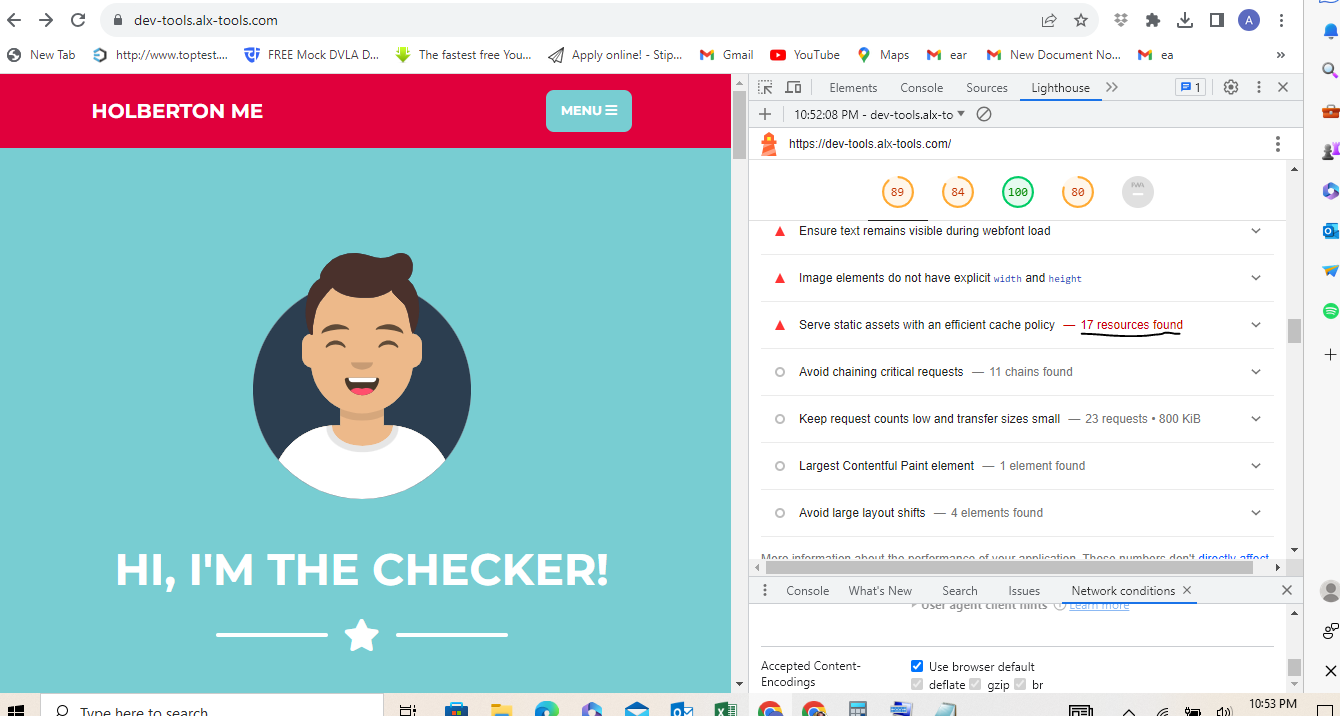 dev-tools.alx-tools.com
A
New Tab http://www.toptest.... FREE Mock DVLA D... The fastest free You... Apply online! - Stip... Gmail YouTube Maps ear New Document No... ea »
HOLBERTON ME
MENU
HI, I'M THE CHECKER!
Elements Console Sources Lighthouse 1
10:52:08 PM - dev-tools.alx-to
https://dev-tools.alx-tools.com/
89 84 100 80 PWA
Ensure text remains visible during webfont load
Image elements do not have explicit width and height
Serve static assets with an efficient cache policy — 17 resources found
Avoid chaining critical requests — 11 chains found
Keep request counts low and transfer sizes small — 23 requests • 800 KiB
Largest Contentful Paint element — 1 element found
Avoid large layout shifts — 4 elements found
More information about the performance of your application. These numbers don't directly affect
Console What's New Search Issues Network conditions
User agent client hints Learn more
Accepted Content-
Encodings
Use browser default
deflate gzip br
Type here to search
10:53 PM